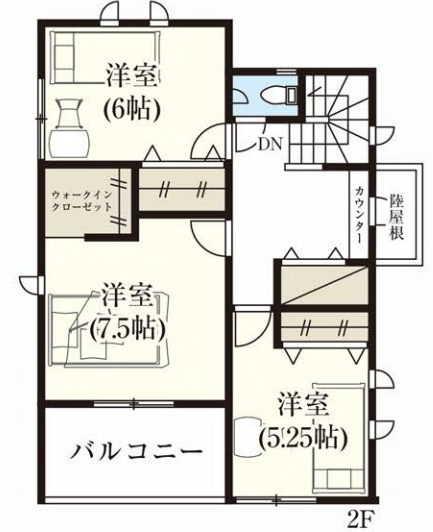 洋室
(6帖)
DN
ウォークイン
クローゼット
カウンター
陸屋根
洋室
(7.5帖)
洋室
(5.25帖)
バルコニー
2F